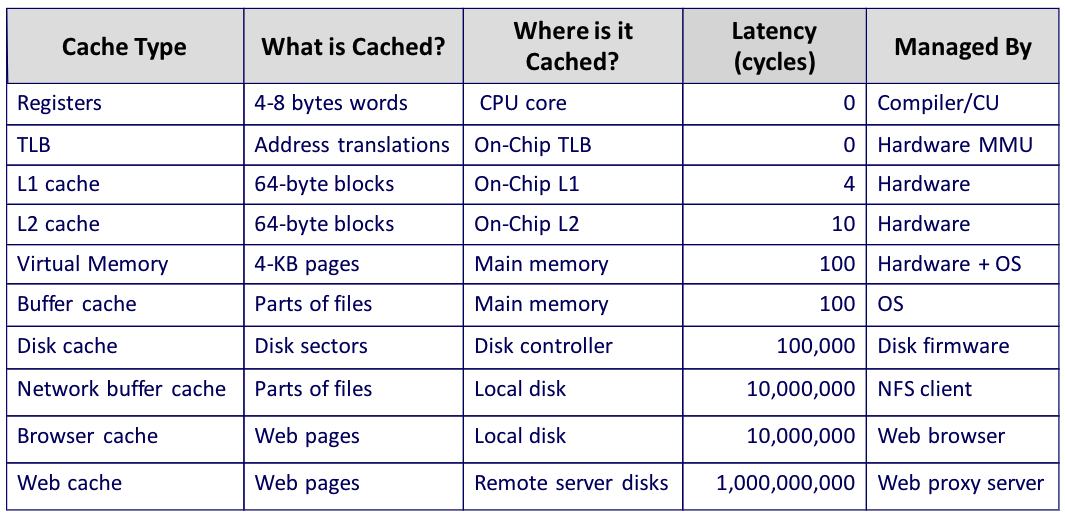 Cache Type What is Cached? Where is it Cached? Latency (cycles) Managed By
Registers 4-8 bytes words CPU core 0 Compiler/CU
TLB Address translations On-Chip TLB 0 Hardware MMU
L1 cache 64-byte blocks On-Chip L1 4 Hardware
L2 cache 64-byte blocks On-Chip L2 10 Hardware
Virtual Memory 4-KB pages Main memory 100 Hardware + OS
Buffer cache Parts of files Main memory 100 OS
Disk cache Disk sectors Disk controller 100,000 Disk firmware
Network buffer cache Parts of files Local disk 10,000,000 NFS client
Browser cache Web pages Local disk 10,000,000 Web browser
Web cache Web pages Remote server disks 1,000,000,000 Web proxy server